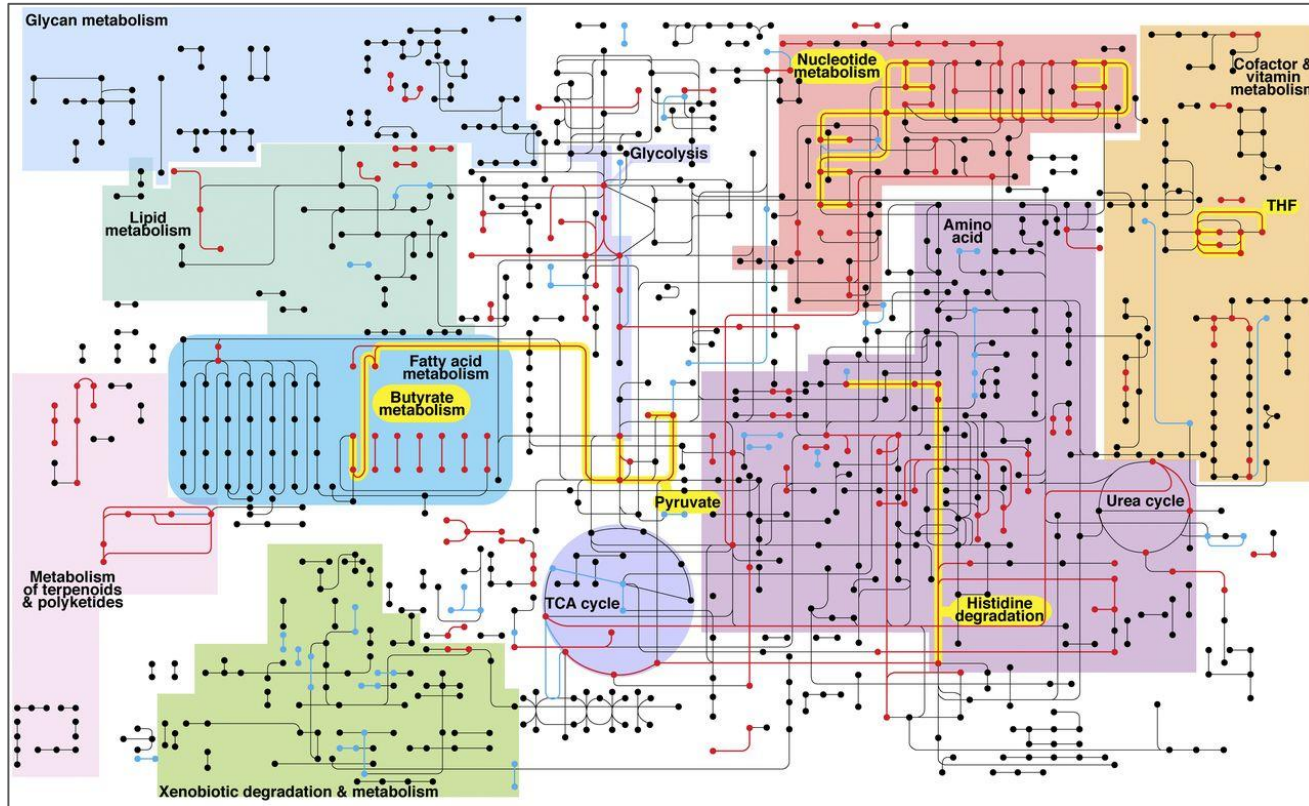 Glycan metabolism
Nucleotide
metabolism
Cofactor &
vitamin
metabolism
Glycolysis
Lipid
metabolism
THF
Amino
acid
Fatty acid
metabolism
Butyrate
metabolism
Pyruvate
Urea cycle
Metabolism
of terpenoids
& polyketides
TCA cycle
Histidine
degradation
Xenobiotic degradation & metabolism